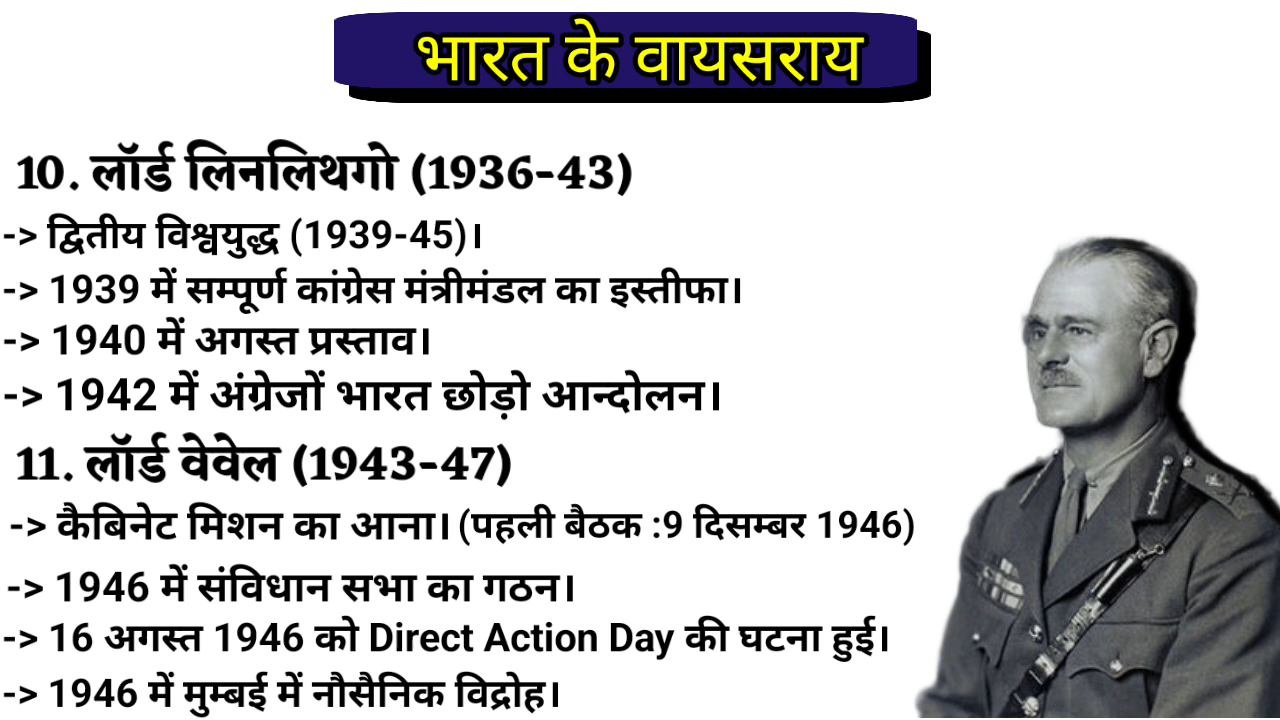 भारत के वायसराय
10. लॉर्ड लिनलिथगो (1936-43)
-> द्वितीय विश्वयुद्ध (1939-45)।
-> 1939 में सम्पूर्ण कांग्रेस मंत्रीमंडल का इस्तीफा।
-> 1940 में अगस्त प्रस्ताव।
-> 1942 में अंग्रेजों भारत छोड़ो आन्दोलन।
11. लॉर्ड वेवेल (1943-47)
-> कैबिनेट मिशन का आना। (पहली बैठक :9 दिसम्बर 1946)
-> 1946 में संविधान सभा का गठन।
-> 16 अगस्त 1946 को Direct Action Day की घटना हुई।
-> 1946 में मुम्बई में नौसैनिक विद्रोह।